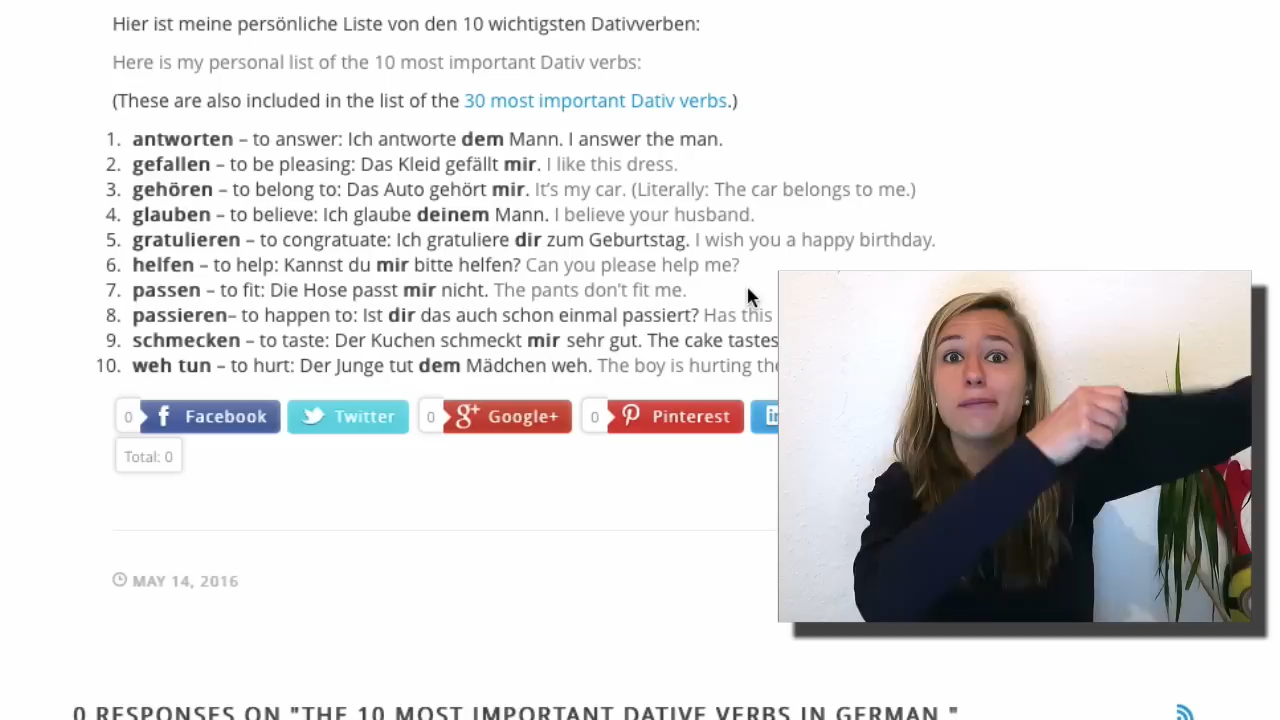 Hier ist meine persönliche Liste von den 10 wichtigsten Dativverben:
Here is my personal list of the 10 most important Dativ verbs:
(These are also included in the list of the 30 most important Dativ verbs.)
1. antworten – to answer: Ich antworte dem Mann. I answer the man.
2. gefallen – to be pleasing: Das Kleid gefällt mir. I like this dress.
3. gehören – to belong to: Das Auto gehört mir. It's my car. (Literally: The car belongs to me.)
4. glauben – to believe: Ich glaube deinem Mann. I believe your husband.
5. gratulieren – to congratuate: Ich gratuliere dir zum Geburtstag. I wish you a happy birthday.
6. helfen – to help: Kannst du mir bitte helfen? Can you please help me?
7. passen – to fit: Die Hose passt mir nicht. The pants don't fit me.
8. passieren– to happen to: Ist dir das auch schon einmal passiert? Has this
9. schmecken – to taste: Der Kuchen schmeckt mir sehr gut. The cake tastes
10. weh tun – to hurt: Der Junge tut dem Mädchen weh. The boy is hurting the
0 Facebook Twitter 0 Google+ 0 Pinterest in
Total: 0
MAY 14, 2016
0 RESPONSES ON "THE 10 MOST IMPORTANT DATIVE VERBS IN GERMAN "